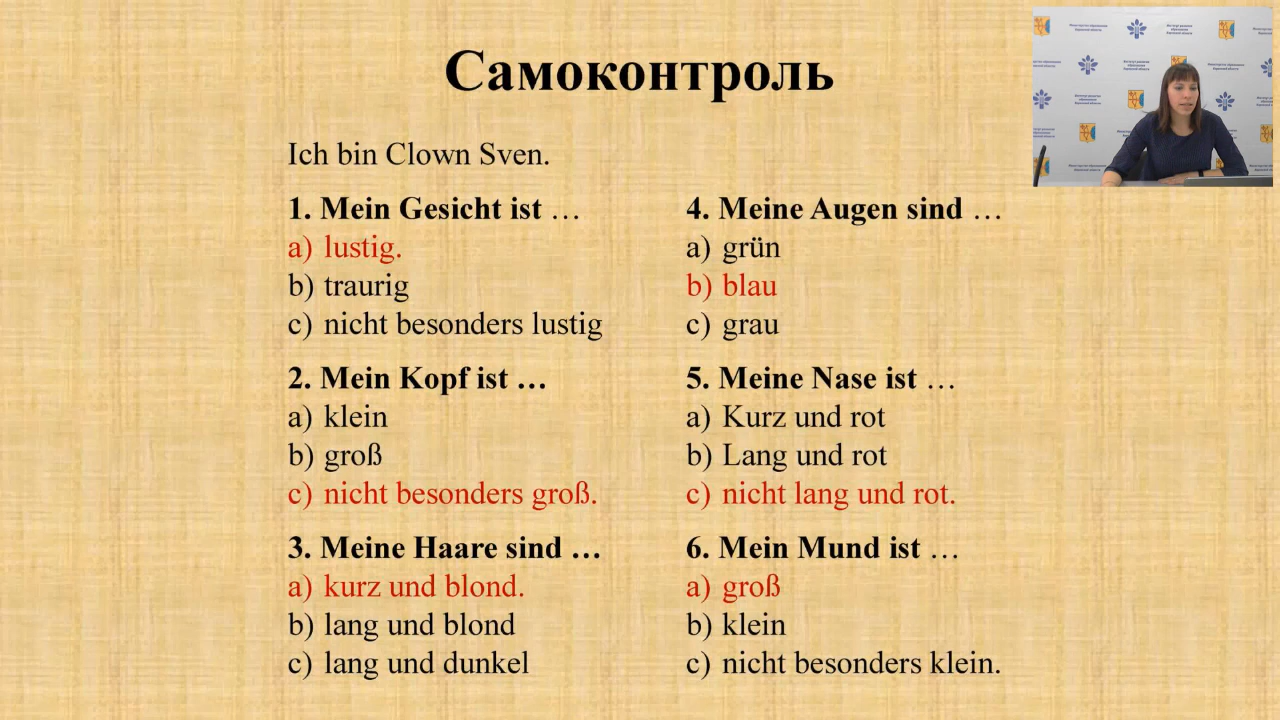 Самоконтроль
Ich bin Clown Sven.
1. Mein Gesicht ist …
a) lustig.
b) traurig
c) nicht besonders lustig
2. Mein Kopf ist …
a) klein
b) groß
c) nicht besonders groß.
3. Meine Haare sind …
a) kurz und blond.
b) lang und blond
c) lang und dunkel
4. Meine Augen sind …
a) grün
b) blau
c) grau
5. Meine Nase ist …
a) Kurz und rot
b) Lang und rot
c) nicht lang und rot.
6. Mein Mund ist …
a) groß
b) klein
c) nicht besonders klein.